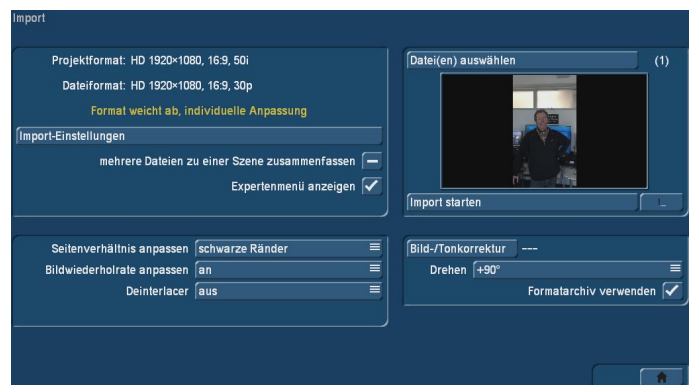 Import
Projektformat: HD 1920×1080, 16:9, 50i
Dateiformat: HD 1920×1080, 16:9, 30p
Format weicht ab, individuelle Anpassung
Import-Einstellungen
mehrere Dateien zu einer Szene zusammenfassen
Expertenmenü anzeigen
Datei(en) auswählen (1)
Import starten
Seitenverhältnis anpassen schwarze Ränder
Bildwiederholrate anpassen an
Deinterlacer aus
Bild-/Tonkorrektur ---
Drehen +90°
Formatarchiv verwenden